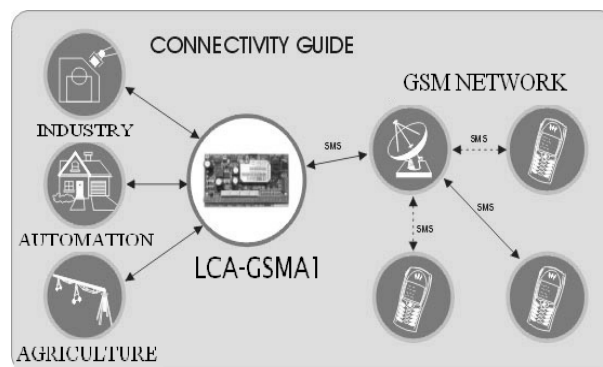 CONNECTIVITY GUIDE
GSM NETWORK
INDUSTRY
SMS
SMS
AUTOMATION
SMS
SMS
LCA-GSMA1
AGRICULTURE